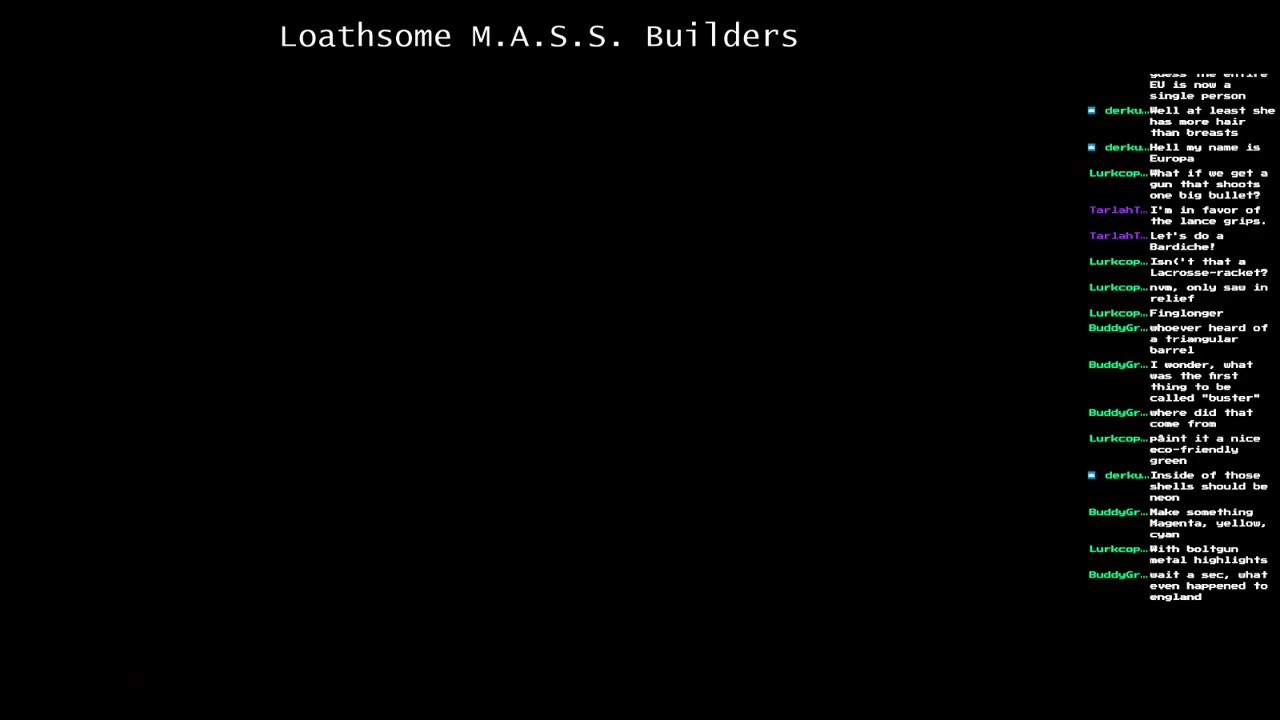 Loathsome M.A.S.S. Builders
guess the entire
EU is now a
single person
derku…Well at least she
has more hair
than breasts
derku…Hell my name is
Europa
Lurkcop…What if we get a
gun that shoots
one big bullet?
TarlahT…I'm in favor of
the lance grips.
TarlahT…Let's do a
Bardiche!
Lurkcop…Isn('t that a
Lacrosse-racket?
Lurkcop…nvm, only saw in
relief
Lurkcop…Finglonger
BuddyGr…whoever heard of
a triangular
barrel
BuddyGr…I wonder, what
was the first
thing to be
called "buster"
BuddyGr…where did that
come from
Lurkcop…påint it a nice
eco-friendly
green
derku…Inside of those
shells should be
neon
BuddyGr…Make something
Magenta, yellow,
cyan
Lurkcop…With boltgun
metal highlights
BuddyGr…wait a sec, what
even happened to
england